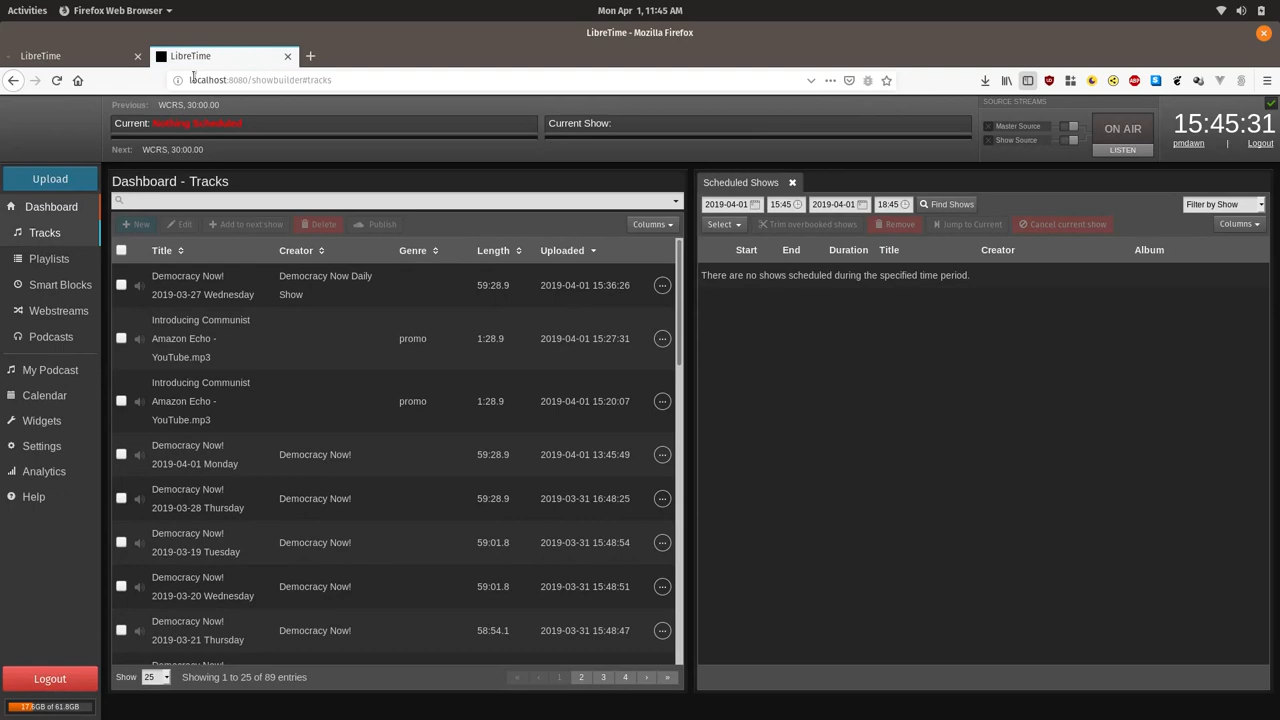 Activities
Firefox Web Browser
Mon Apr 1, 11:45 AM
LibreTime - Mozilla Firefox
LibreTime
LibreTime
localhost:8080/showbuilder#tracks
Previous: WCRS, 30:00.00
Current: Nothing Scheduled
Next: WCRS, 30:00.00
Current Show:
SOURCE STREAMS
Master Source
Show Source
ON AIR
LISTEN
15:45:31
pmdawn | Logout
Upload
Dashboard
Tracks
Playlists
Smart Blocks
Webstreams
Podcasts
My Podcast
Calendar
Widgets
Settings
Analytics
Help
Logout
17.6GB of 61.8GB
Dashboard - Tracks
New Edit Add to next show Delete Publish Columns
Title Creator Genre Length Uploaded
Democracy Now! 2019-03-27 Wednesday Democracy Now Daily Show 59:28.9 2019-04-01 15:36:26
Introducing Communist Amazon Echo - YouTube.mp3 promo 1:28.9 2019-04-01 15:27:31
Introducing Communist Amazon Echo - YouTube.mp3 promo 1:28.9 2019-04-01 15:20:07
Democracy Now! 2019-04-01 Monday Democracy Now! 59:28.9 2019-04-01 13:45:49
Democracy Now! 2019-03-28 Thursday Democracy Now! 59:28.9 2019-03-31 16:48:25
Democracy Now! 2019-03-19 Tuesday Democracy Now! 59:01.8 2019-03-31 15:48:54
Democracy Now! 2019-03-20 Wednesday Democracy Now! 59:01.8 2019-03-31 15:48:51
Democracy Now! 2019-03-21 Thursday Democracy Now! 58:54.1 2019-03-31 15:48:47
Show 25 Showing 1 to 25 of 89 entries
« ‹ 1 2 3 4 › »
Scheduled Shows
2019-04-01 15:45 2019-04-01 18:45 Find Shows Filter by Show
Select Trim overbooked shows Remove Jump to Current Cancel current show Columns
Start End Duration Title Creator Album
There are no shows scheduled during the specified time period.